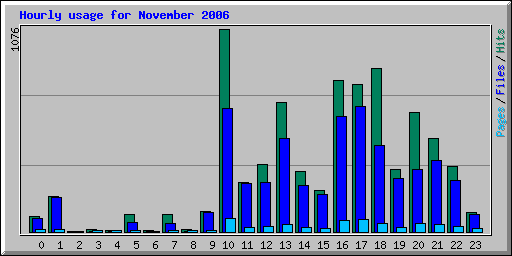 Hourly usage for November 2006
1076
Pages / Files / Hits
0 1 2 3 4 5 6 7 8 9 10 11 12 13 14 15 16 17 18 19 20 21 22 23